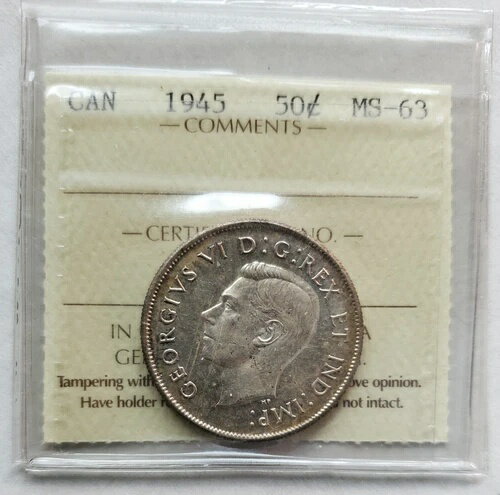 CAN 1945 50¢ MS-63
— COMMENTS —
— CERTI NO. —
GEORGIVS VI D:G:REX ET IND:IMP:
IN A
GE
Tampering with ove opinion.
Have holder not intact.